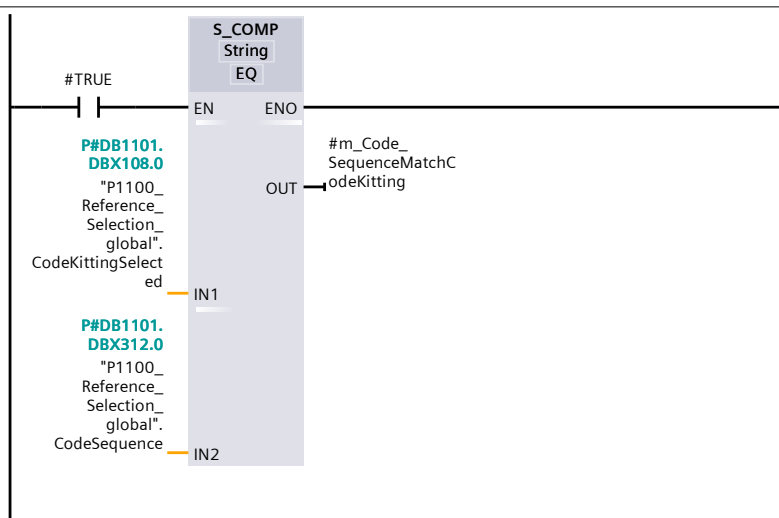 S_COMP
String
EQ
#TRUE
EN
ENO
P#DB1101.
DBX108.0
"P1100_
Reference_
Selection_
global".
CodeKittingSelect
ed
IN1
#m_Code_
SequenceMatchC
odeKitting
OUT
P#DB1101.
DBX312.0
"P1100_
Reference_
Selection_
global".
CodeSequence
IN2